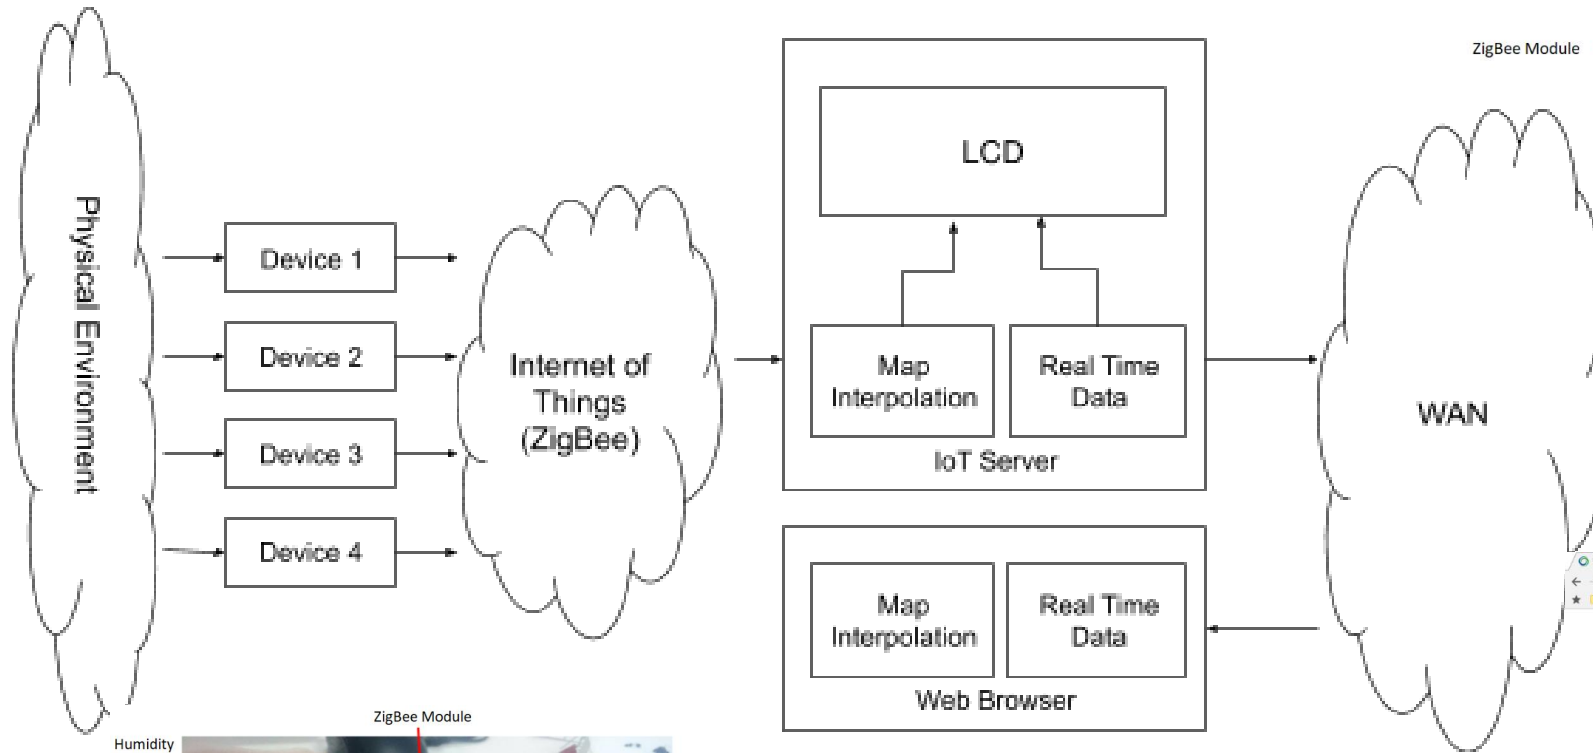 ZigBee Module
LCD
Physical Environment
Device 1
Device 2
Device 3
Device 4
Internet of
Things
(ZigBee)
Map
Interpolation
Real Time
Data
IoT Server
WAN
Map
Interpolation
Real Time
Data
Web Browser
ZigBee Module
Humidity